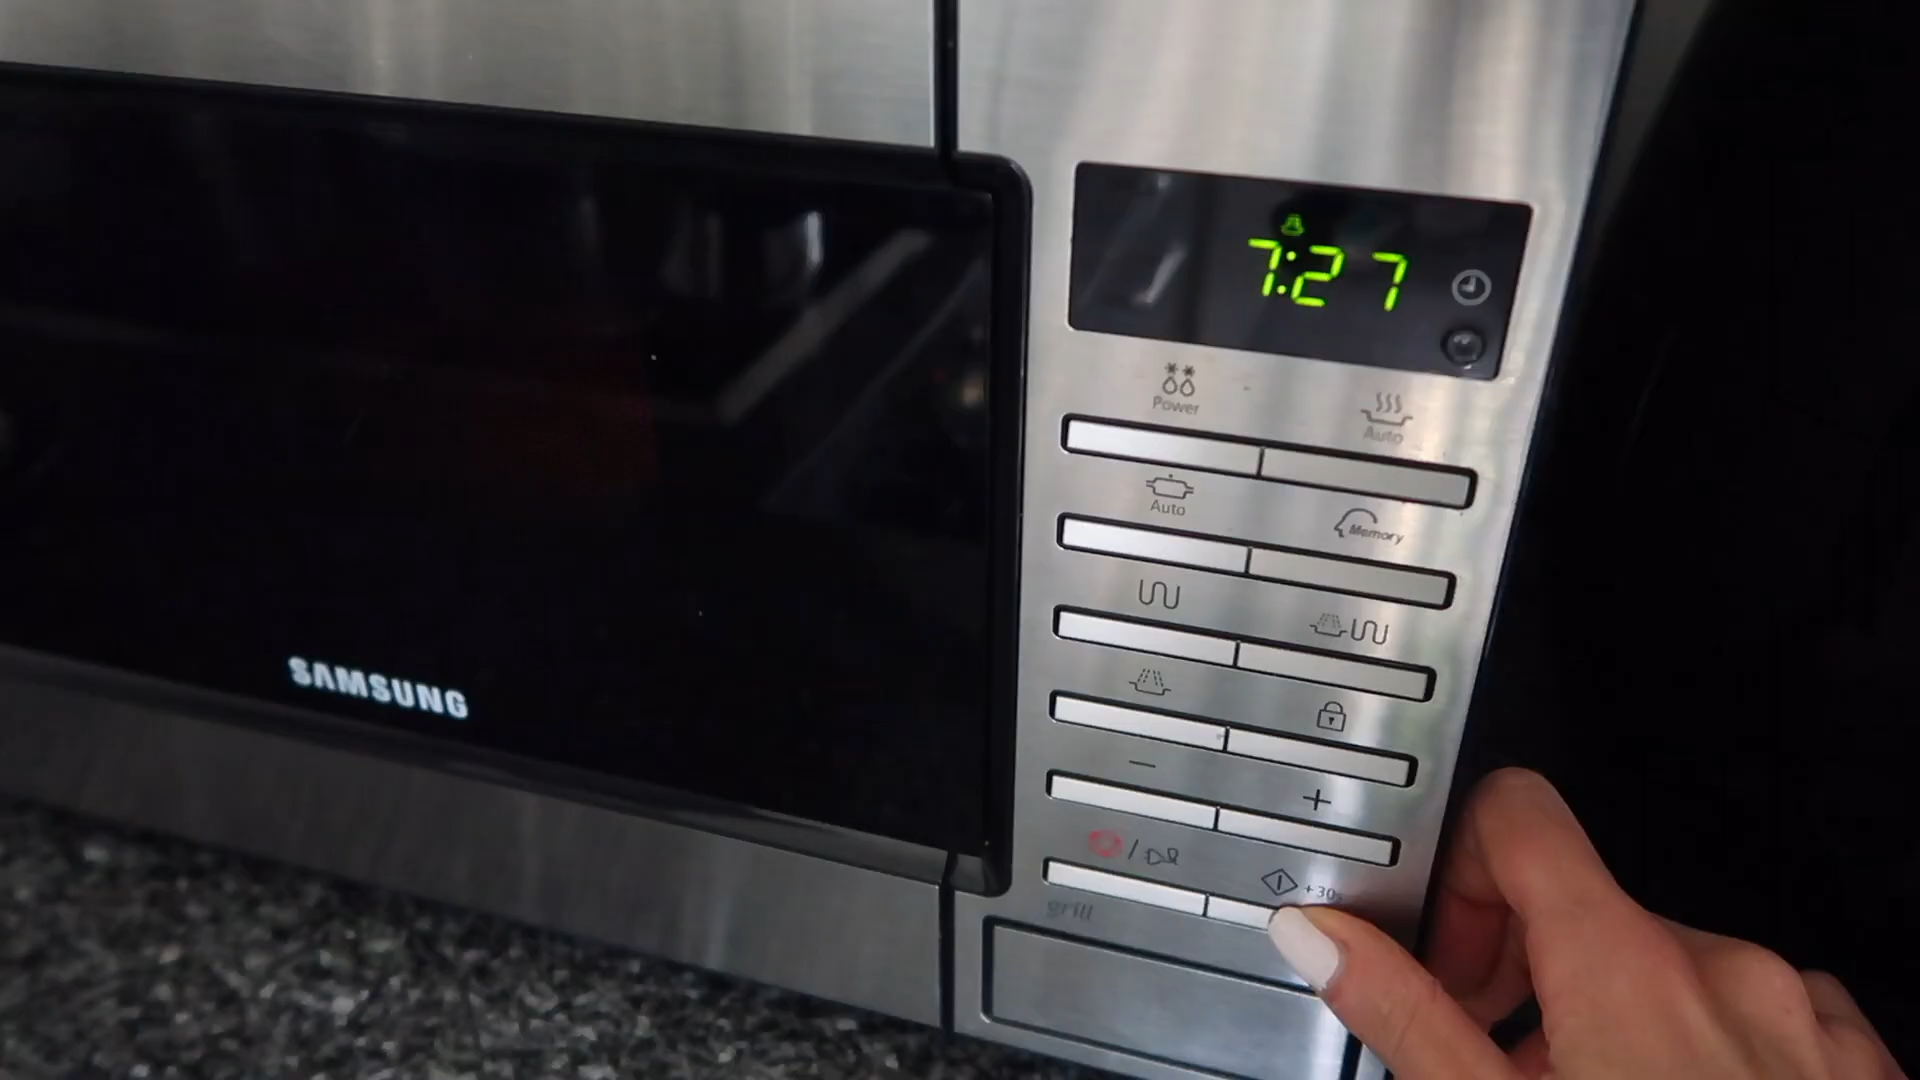 7:27
Power
Auto
Auto
Memory
SAMSUNG
− +
/
+30s
grill